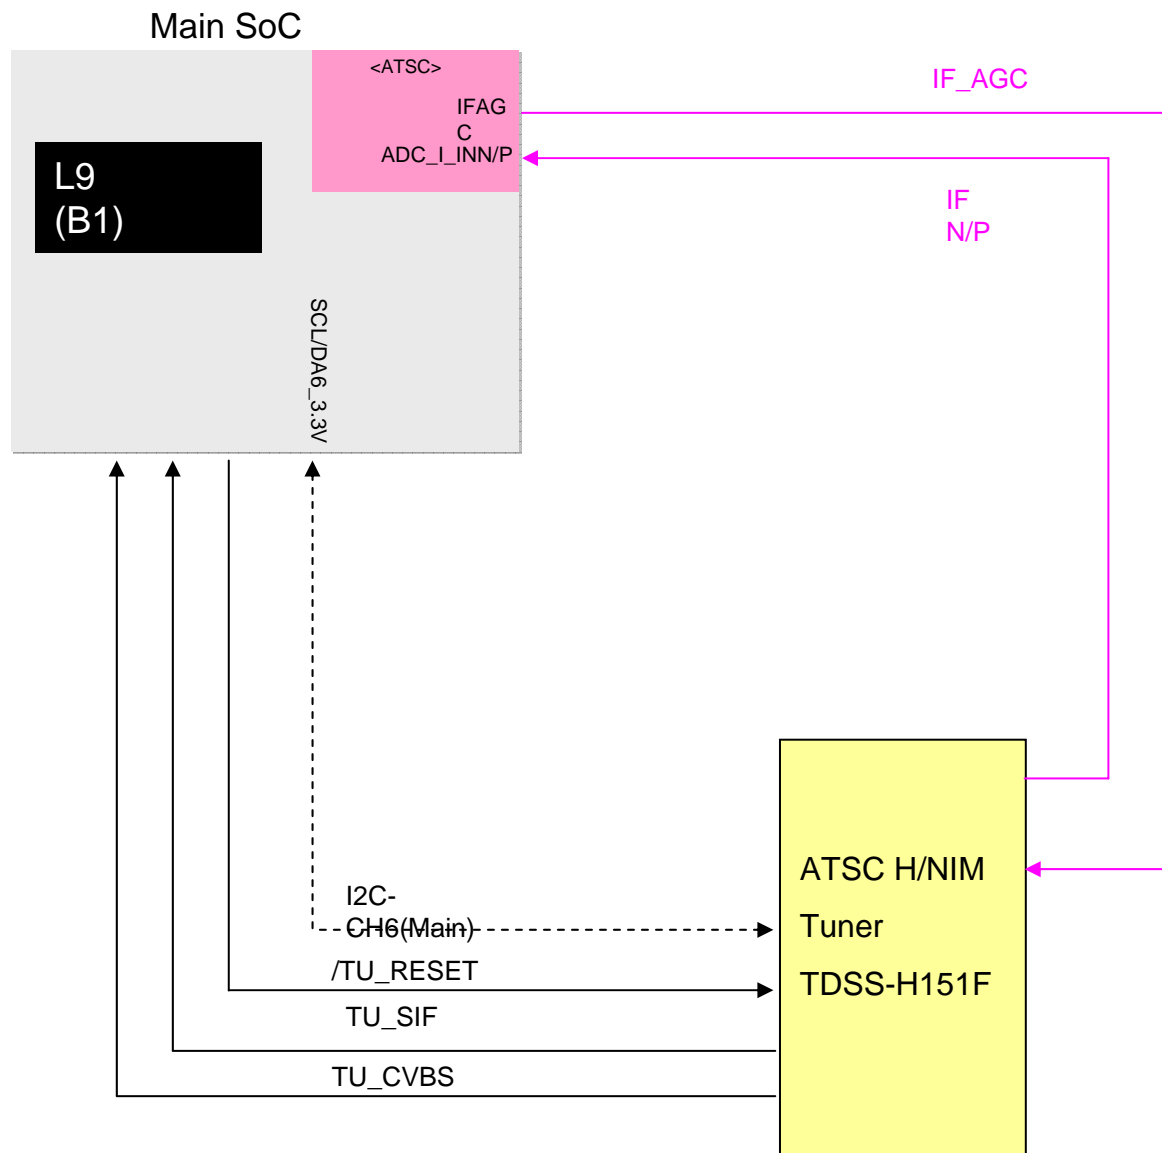 Main SoC
<ATSC>
IFAG
C
ADC_I_INN/P
L9
(B1)
SCL/DA6_3.3V
IF_AGC
IF
N/P
I2C-
CH6(Main)
/TU_RESET
TU_SIF
TU_CVBS
ATSC H/NIM
Tuner
TDSS-H151F